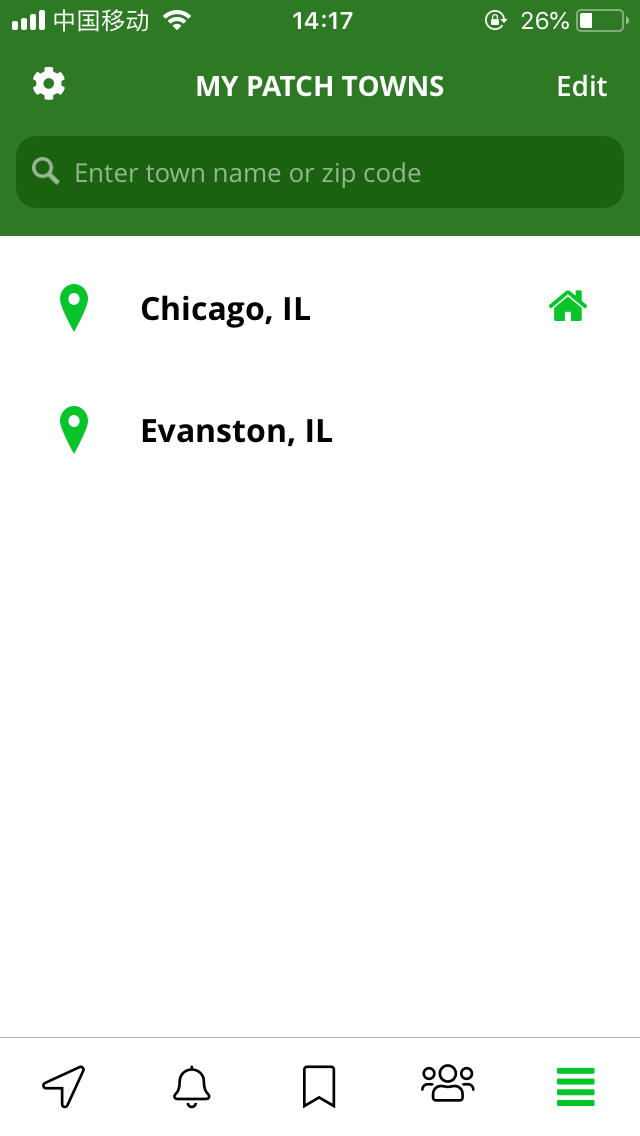 中国移动 14:17 26%
MY PATCH TOWNS Edit
Enter town name or zip code
Chicago, IL
Evanston, IL